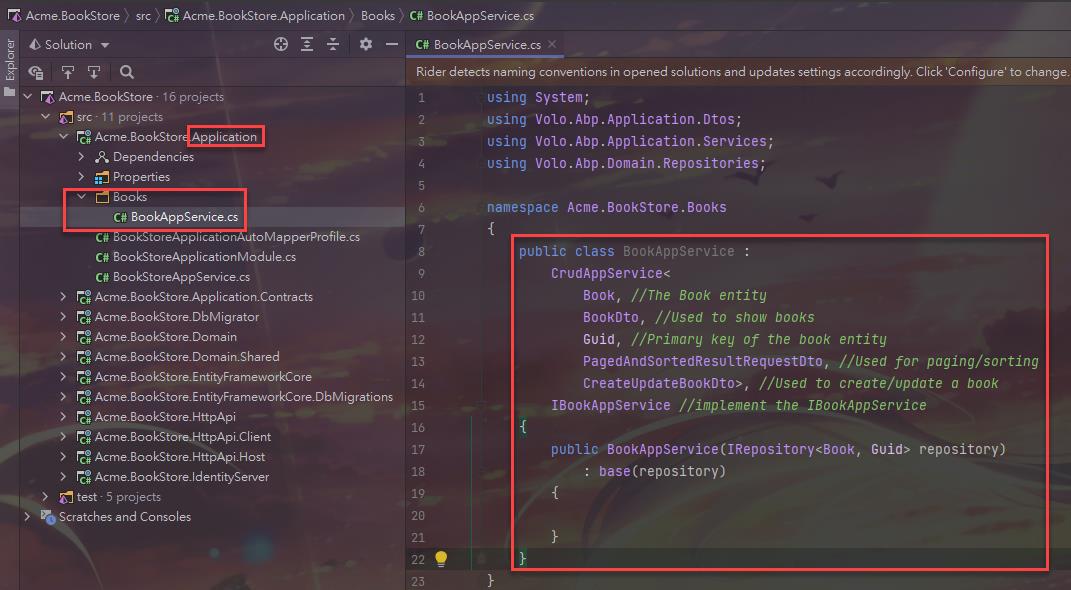 Acme.BookStore src Acme.BookStore.Application Books C# BookAppService.cs
Explorer
Solution
Acme.BookStore · 16 projects
src · 11 projects
Acme.BookStore.Application
Dependencies
Properties
Books
C# BookAppService.cs
C# BookStoreApplicationAutoMapperProfile.cs
C# BookStoreApplicationModule.cs
C# BookStoreAppService.cs
Acme.BookStore.Application.Contracts
Acme.BookStore.DbMigrator
Acme.BookStore.Domain
Acme.BookStore.Domain.Shared
Acme.BookStore.EntityFrameworkCore
Acme.BookStore.EntityFrameworkCore.DbMigrations
Acme.BookStore.HttpApi
Acme.BookStore.HttpApi.Client
Acme.BookStore.HttpApi.Host
Acme.BookStore.IdentityServer
test · 5 projects
Scratches and Consoles
C# BookAppService.cs
Rider detects naming conventions in opened solutions and updates settings accordingly. Click 'Configure' to change.
1 using System;
2 using Volo.Abp.Application.Dtos;
3 using Volo.Abp.Application.Services;
4 using Volo.Abp.Domain.Repositories;
5
6 namespace Acme.BookStore.Books
7 {
8 public class BookAppService :
9 CrudAppService<
10 Book, //The Book entity
11 BookDto, //Used to show books
12 Guid, //Primary key of the book entity
13 PagedAndSortedResultRequestDto, //Used for paging/sorting
14 CreateUpdateBookDto>, //Used to create/update a book
15 IBookAppService //implement the IBookAppService
16 {
17 public BookAppService(IRepository<Book, Guid> repository)
18 : base(repository)
19 {
20
21 }
22 }
23 }